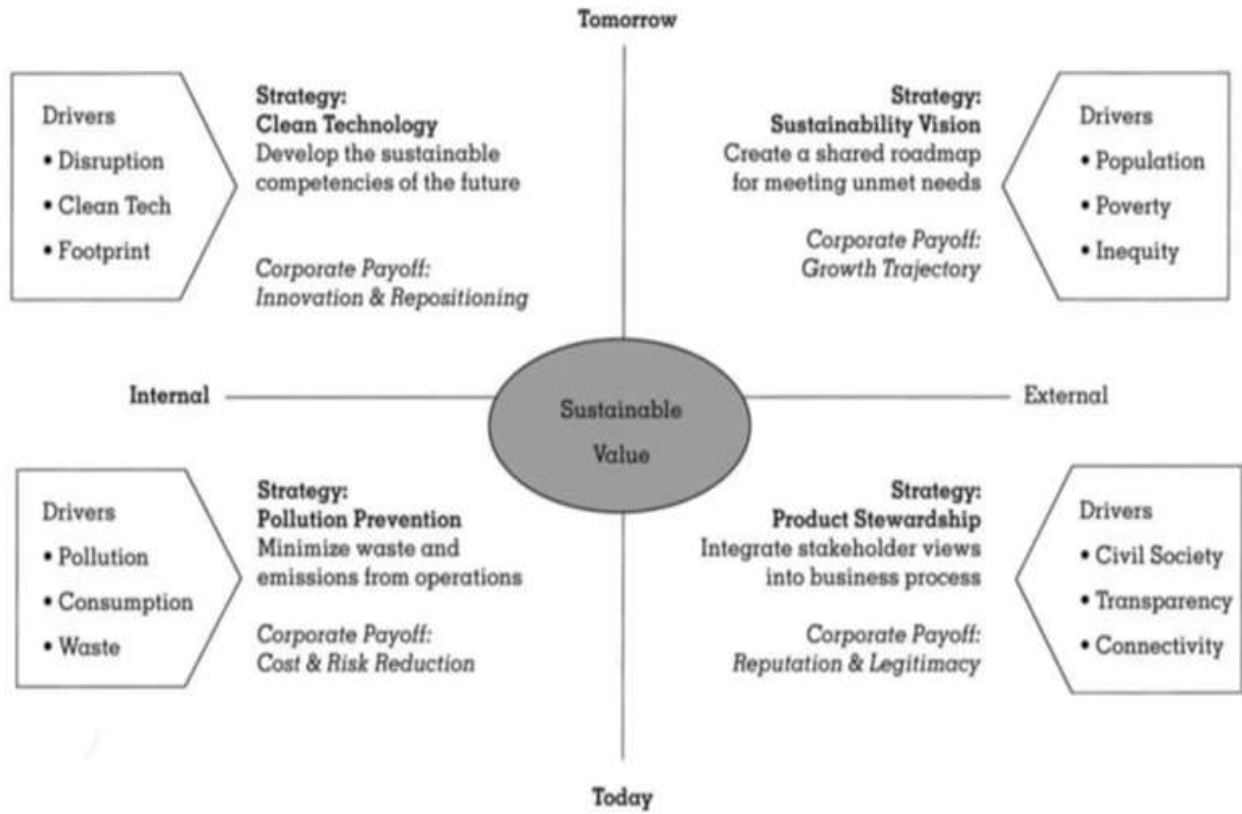 Tomorrow
Drivers
• Disruption
• Clean Tech
• Footprint
Strategy:
Clean Technology
Develop the sustainable
competencies of the future
Corporate Payoff:
Innovation & Repositioning
Strategy:
Sustainability Vision
Create a shared roadmap
for meeting unmet needs
Corporate Payoff:
Growth Trajectory
Drivers
• Population
• Poverty
• Inequity
Internal
Sustainable
Value
External
Drivers
• Pollution
• Consumption
• Waste
Strategy:
Pollution Prevention
Minimize waste and
emissions from operations
Corporate Payoff:
Cost & Risk Reduction
Strategy:
Product Stewardship
Integrate stakeholder views
into business process
Corporate Payoff:
Reputation & Legitimacy
Drivers
• Civil Society
• Transparency
• Connectivity
Today